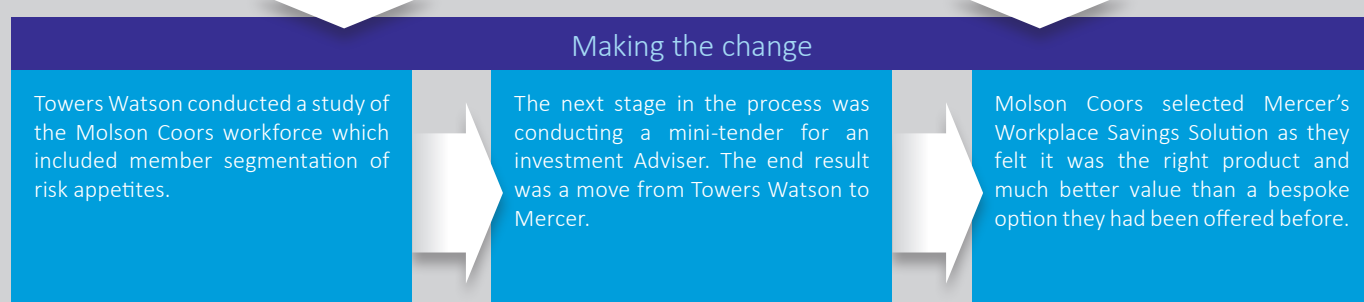 Making the change
Towers Watson conducted a study of
the Molson Coors workforce which
included member segmentation of
risk appetites.
The next stage in the process was
conducting a mini-tender for an
investment Adviser. The end result
was a move from Towers Watson to
Mercer.
Molson Coors selected Mercer’s
Workplace Savings Solution as they
felt it was the right product and
much better value than a bespoke
option they had been offered before.